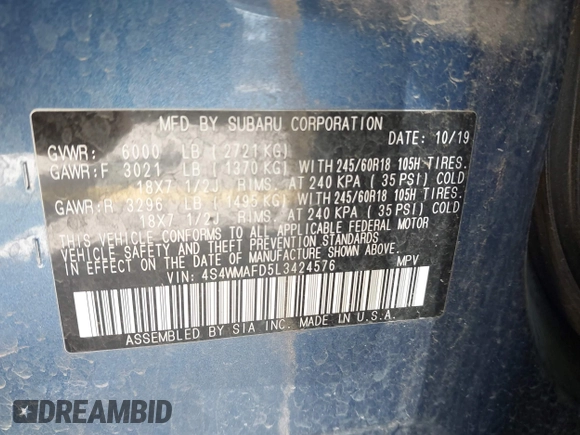 MFD BY SUBARU CORPORATION
DATE: 10/19
GVWR: 6000 LB (2721 KG)
GAWR:F 3021 LB (1370 KG) WITH 245/60R18 105H TIRES.
18X7 1/2J RIMS. AT 240 KPA (35 PSI) COLD
GAWR:R 3296 LB (1495 KG) WITH 245/60R18 105H TIRES.
18X7 1/2J RIMS. AT 240 KPA (35 PSI) COLD
THIS VEHICLE CONFORMS TO ALL APPLICABLE FEDERAL MOTOR
VEHICLE SAFETY AND THEFT PREVENTION STANDARDS
IN EFFECT ON THE DATE OF MANUFACTURE SHOWN ABOVE.
VIN: 4S4WMAFD5L3424576 MPV
ASSEMBLED BY SIA INC. MADE IN U.S.A.
DREAMBID